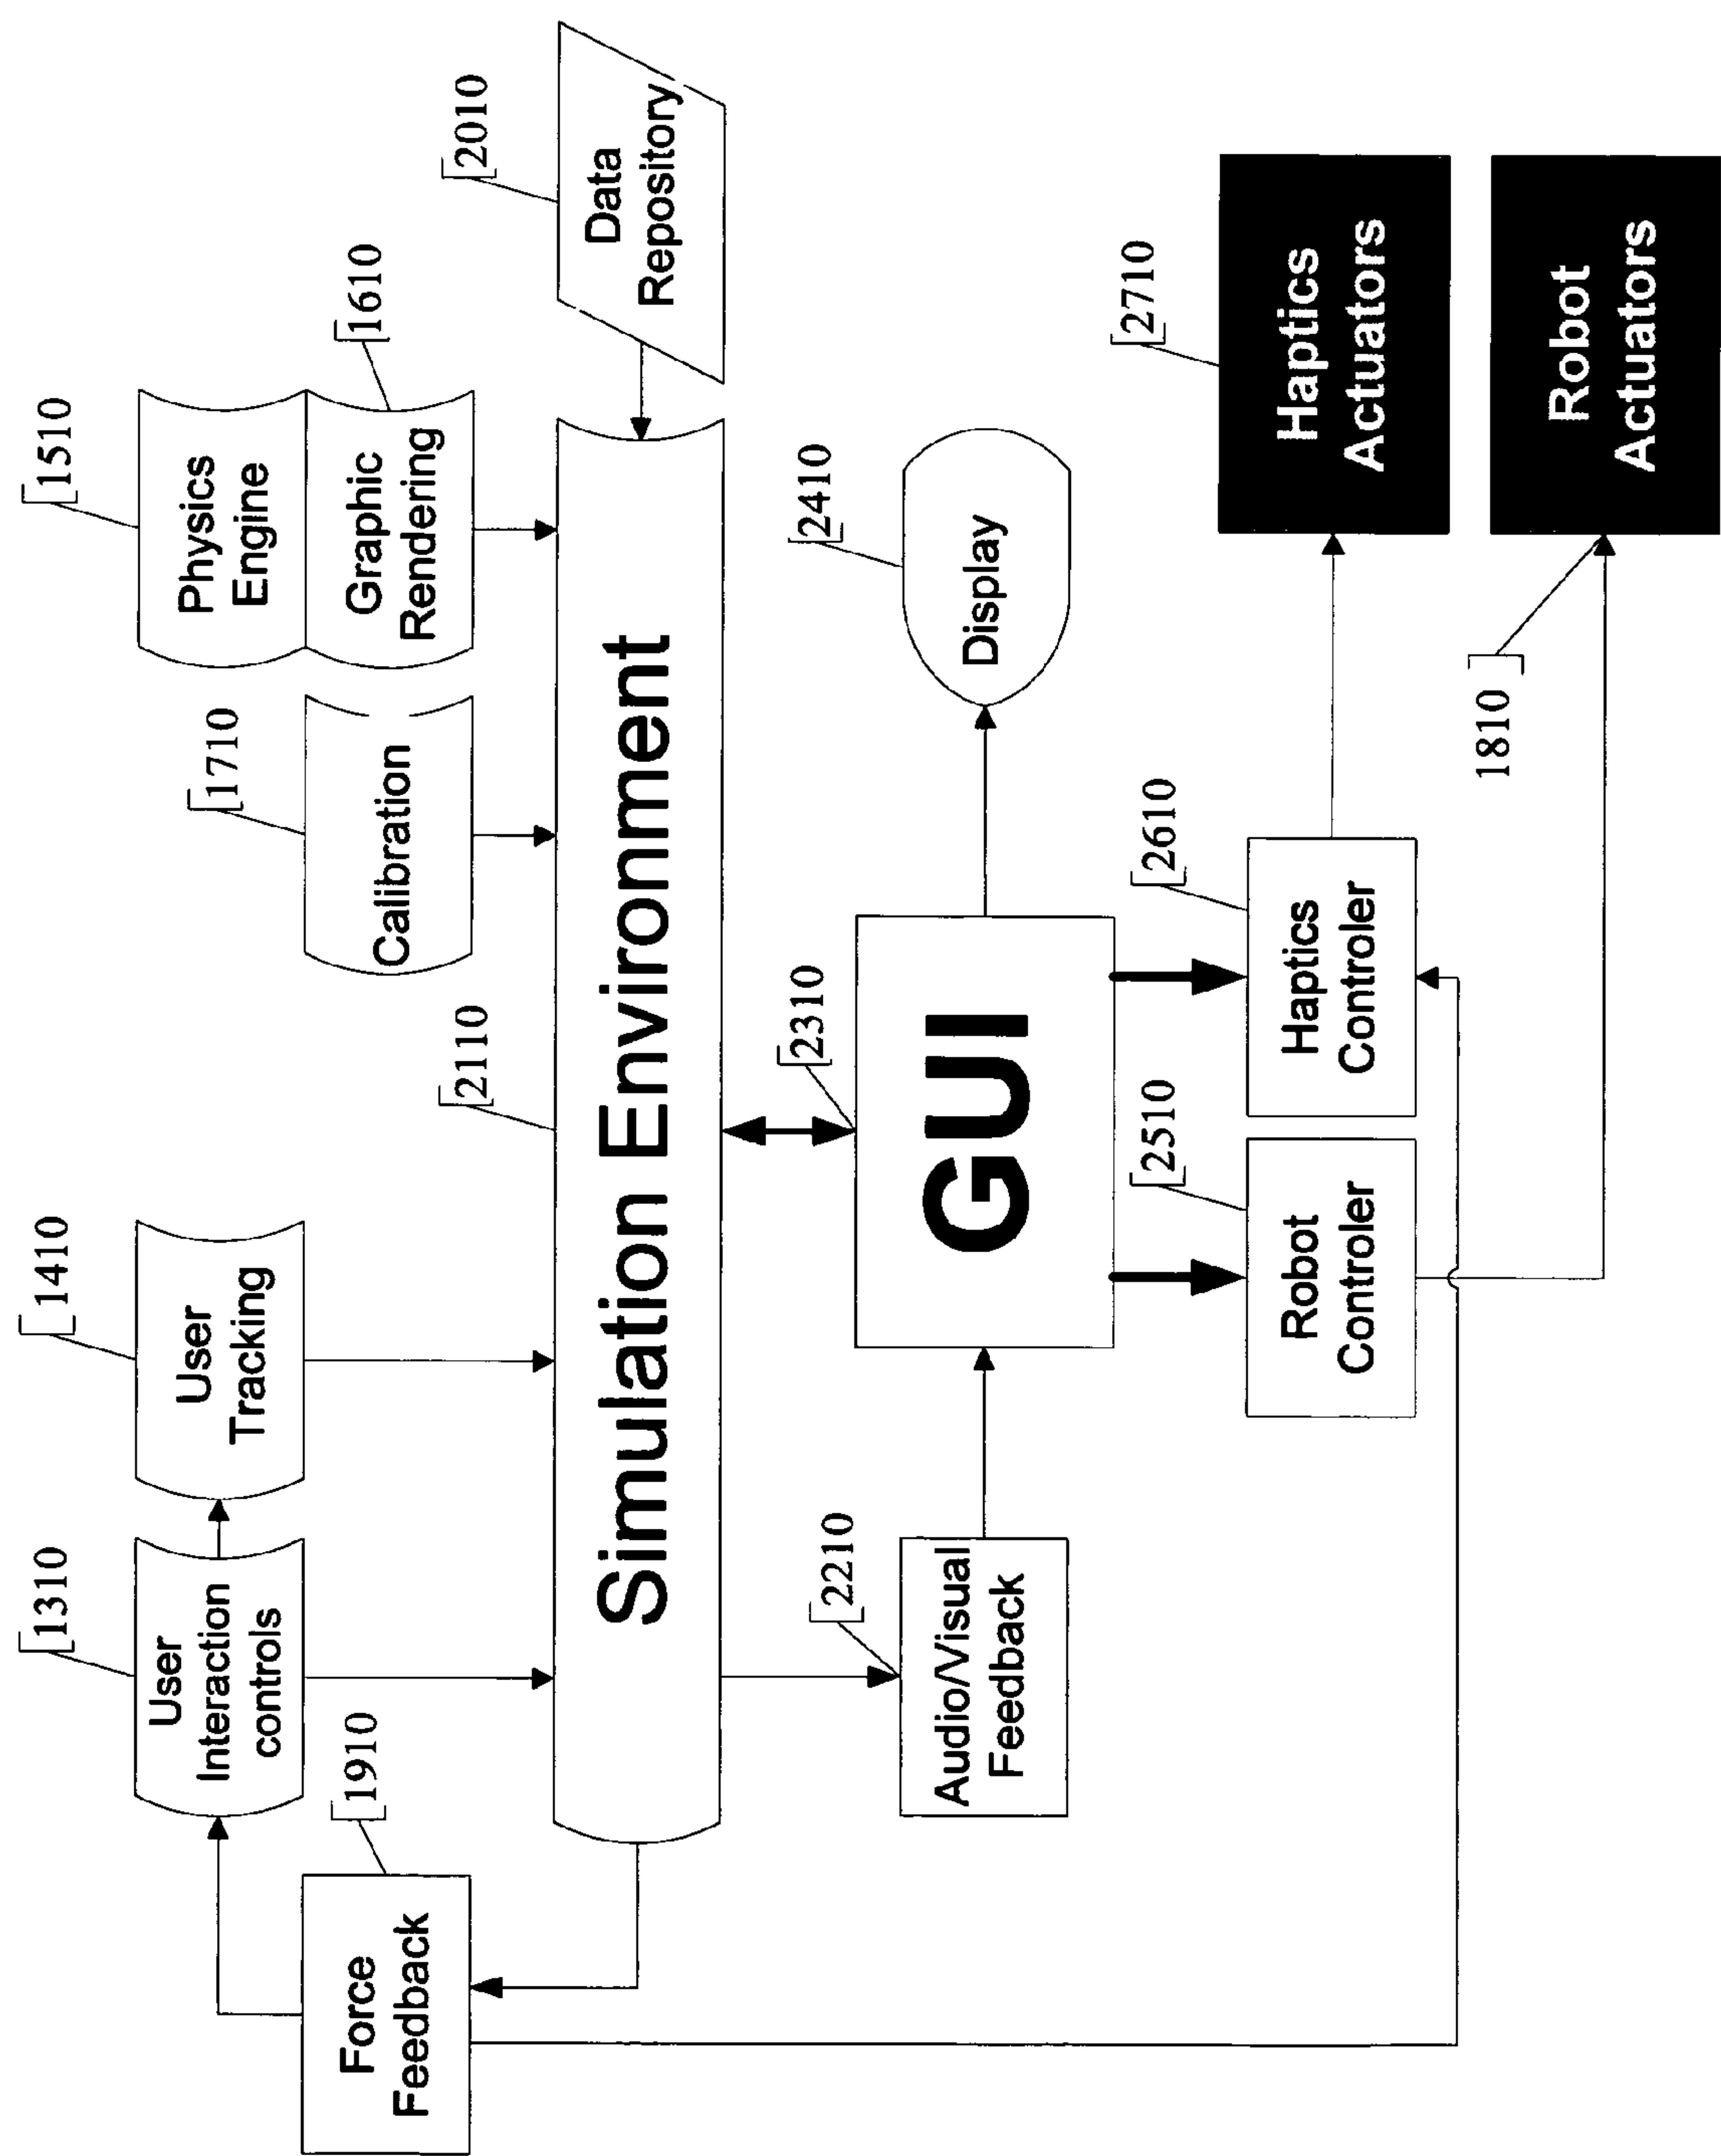 1310
User
Interaction
controls
1410
User
Tracking
1710
Calibration
1510
Physics
Engine
1610
Graphic
Rendering
1910
Force
Feedback
2110
Simulation Environment
2010
Data
Repository
2210
Audio/Visual
Feedback
2310
GUI
2410
Display
2510
Robot
Controler
2610
Haptics
Controler
2710
Haptics
Actuators
1810
Robot
Actuators